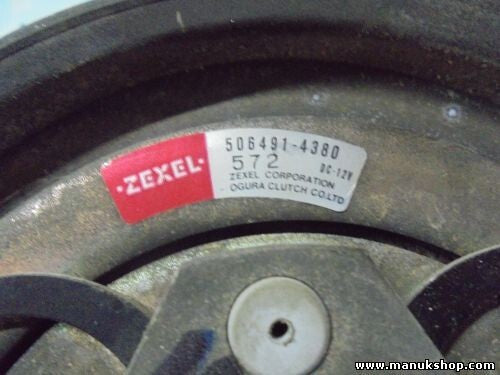 ·ZEXEL·
506491-4380
572 DC-12V
ZEXEL CORPORATION
OGURA CLUTCH CO.LTD
www.manukshop.com